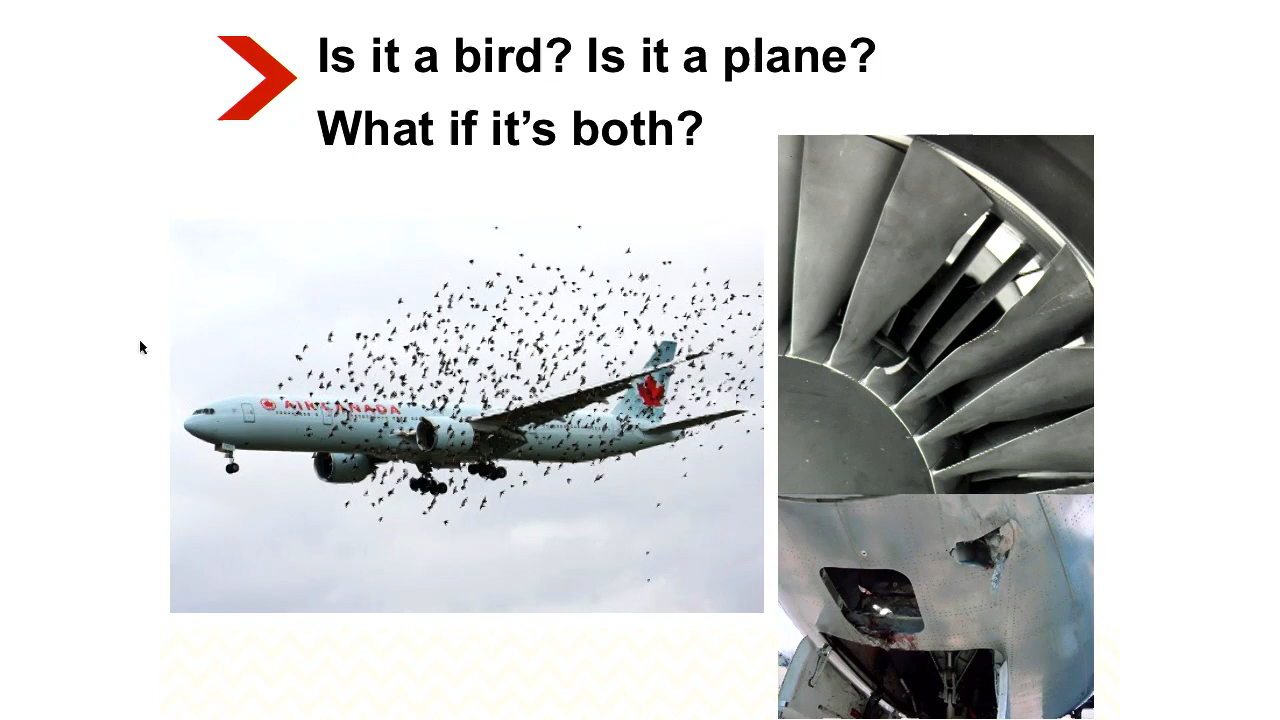 Is it a bird? Is it a plane?
What if it’s both?
AIR CANADA